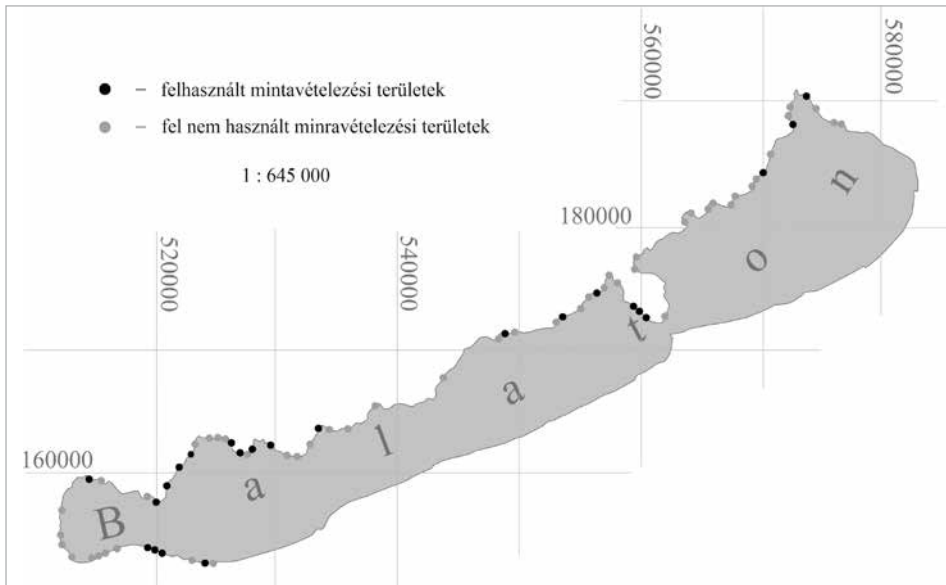 560000
580000
– felhasznált mintavételezési területek
– fel nem használt minravételezési területek
1 : 645 000
180000
520000
540000
160000
B a l a t o n